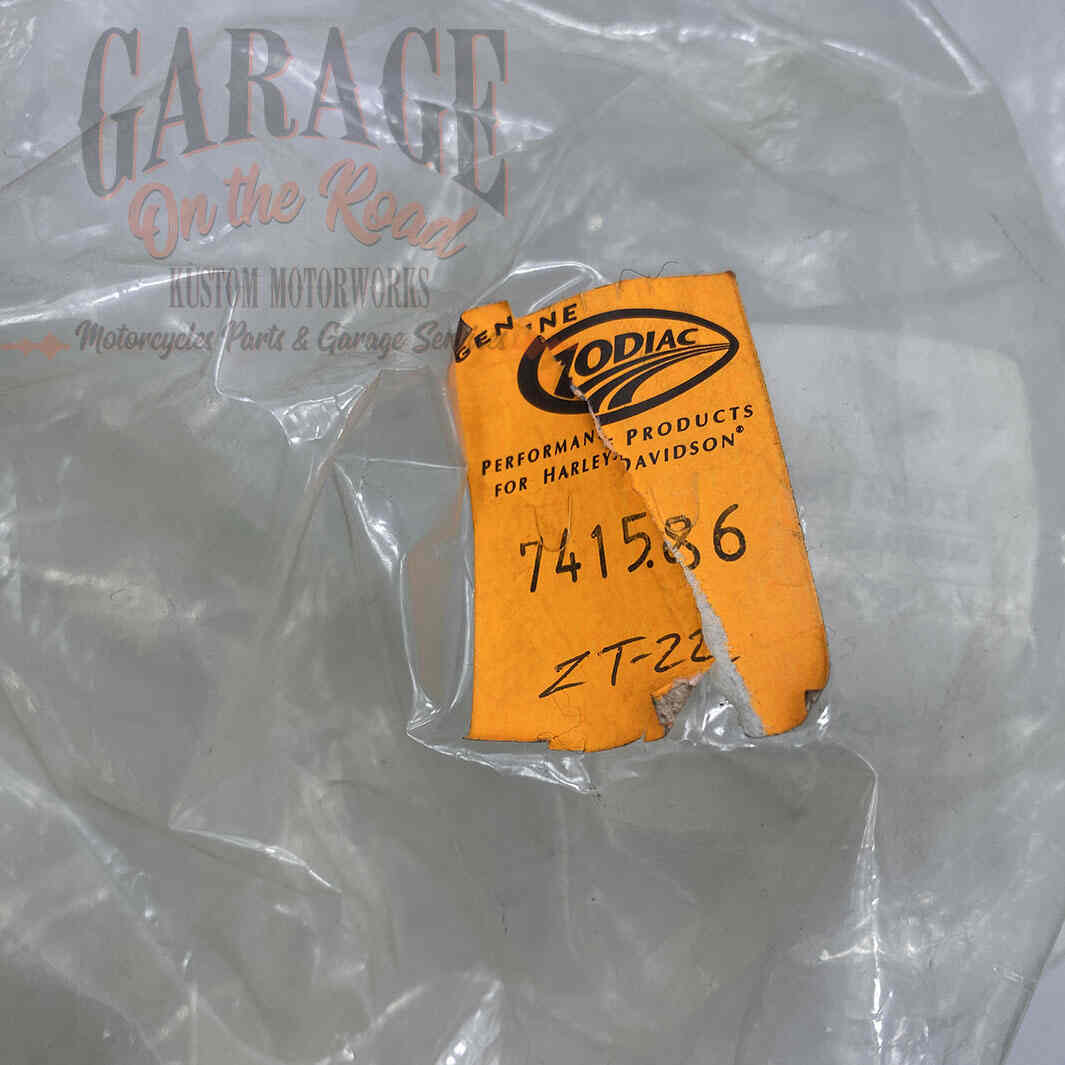 GARAGE
On the Road
KUSTOM MOTORWORKS
Motorcycles Parts & Garage
GENUINE
ZODIAC
PERFORMANCE PRODUCTS
FOR HARLEY-DAVIDSON®
741586
ZT-22